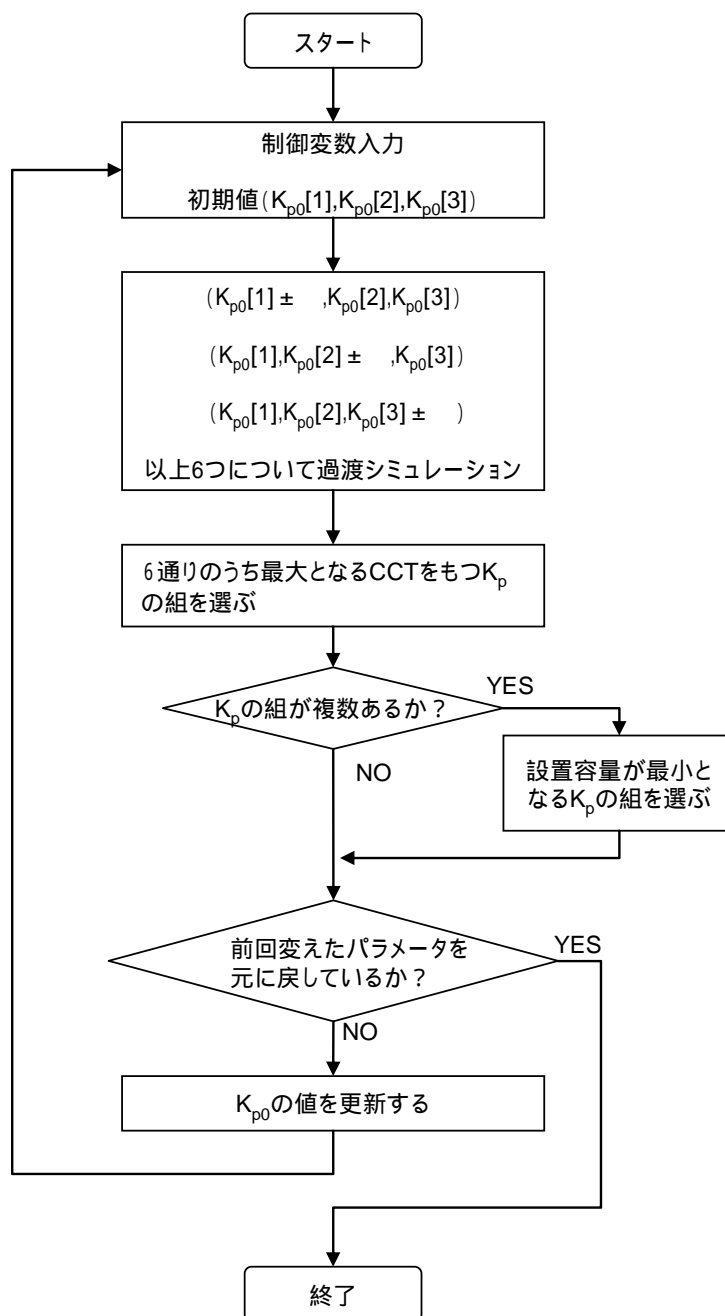 スタート
制御変数入力
初期値(Kp0[1],Kp0[2],Kp0[3])
(Kp0[1] ± ,Kp0[2],Kp0[3])
(Kp0[1],Kp0[2] ± ,Kp0[3])
(Kp0[1],Kp0[2],Kp0[3] ± )
以上6つについて過渡シミュレーション
6通りのうち最大となるCCTをもつKp
の組を選ぶ
Kpの組が複数あるか？
YES
NO
設置容量が最小と
なるKpの組を選ぶ
前回変えたパラメータを
元に戻しているか？
YES
NO
Kp0の値を更新する
終了